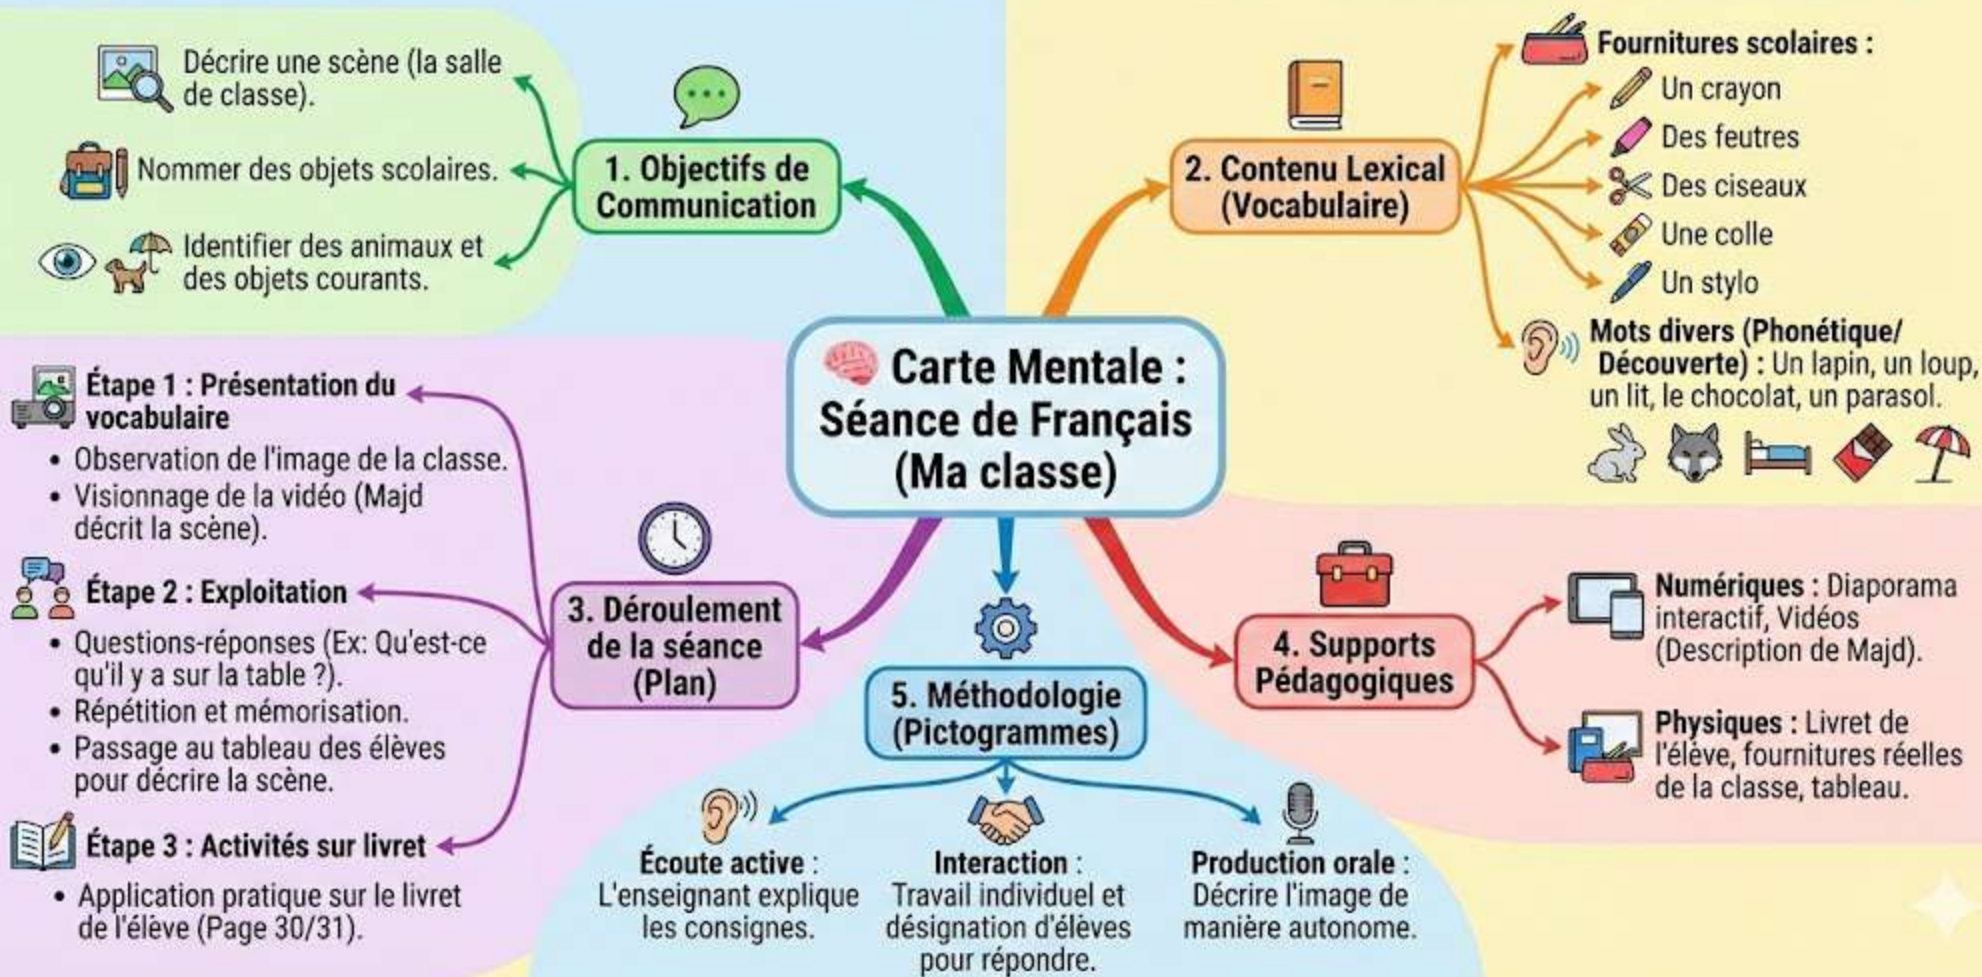 Carte Mentale :
Séance de Français
(Ma classe)
1. Objectifs de
Communication
Décrire une scène (la salle
de classe).
Nommer des objets scolaires.
Identifier des animaux et
des objets courants.
2. Contenu Lexical
(Vocabulaire)
Fournitures scolaires :
Un crayon
Des feutres
Des ciseaux
Une colle
Un stylo
Mots divers (Phonétique/
Découverte) : Un lapin, un loup,
un lit, le chocolat, un parasol.
3. Déroulement
de la séance
(Plan)
Étape 1 : Présentation du
vocabulaire
• Observation de l'image de la classe.
• Visionnage de la vidéo (Majd
décrit la scène).
Étape 2 : Exploitation
• Questions-réponses (Ex: Qu'est-ce
qu'il y a sur la table ?).
• Répétition et mémorisation.
• Passage au tableau des élèves
pour décrire la scène.
Étape 3 : Activités sur livret
• Application pratique sur le livret
de l'élève (Page 30/31).
4. Supports
Pédagogiques
Numériques : Diaporama
interactif, Vidéos
(Description de Majd).
Physiques : Livret de
l'élève, fournitures réelles
de la classe, tableau.
5. Méthodologie
(Pictogrammes)
Écoute active :
L'enseignant explique
les consignes.
Interaction :
Travail individuel et
désignation d'élèves
pour répondre.
Production orale :
Décrire l'image de
manière autonome.